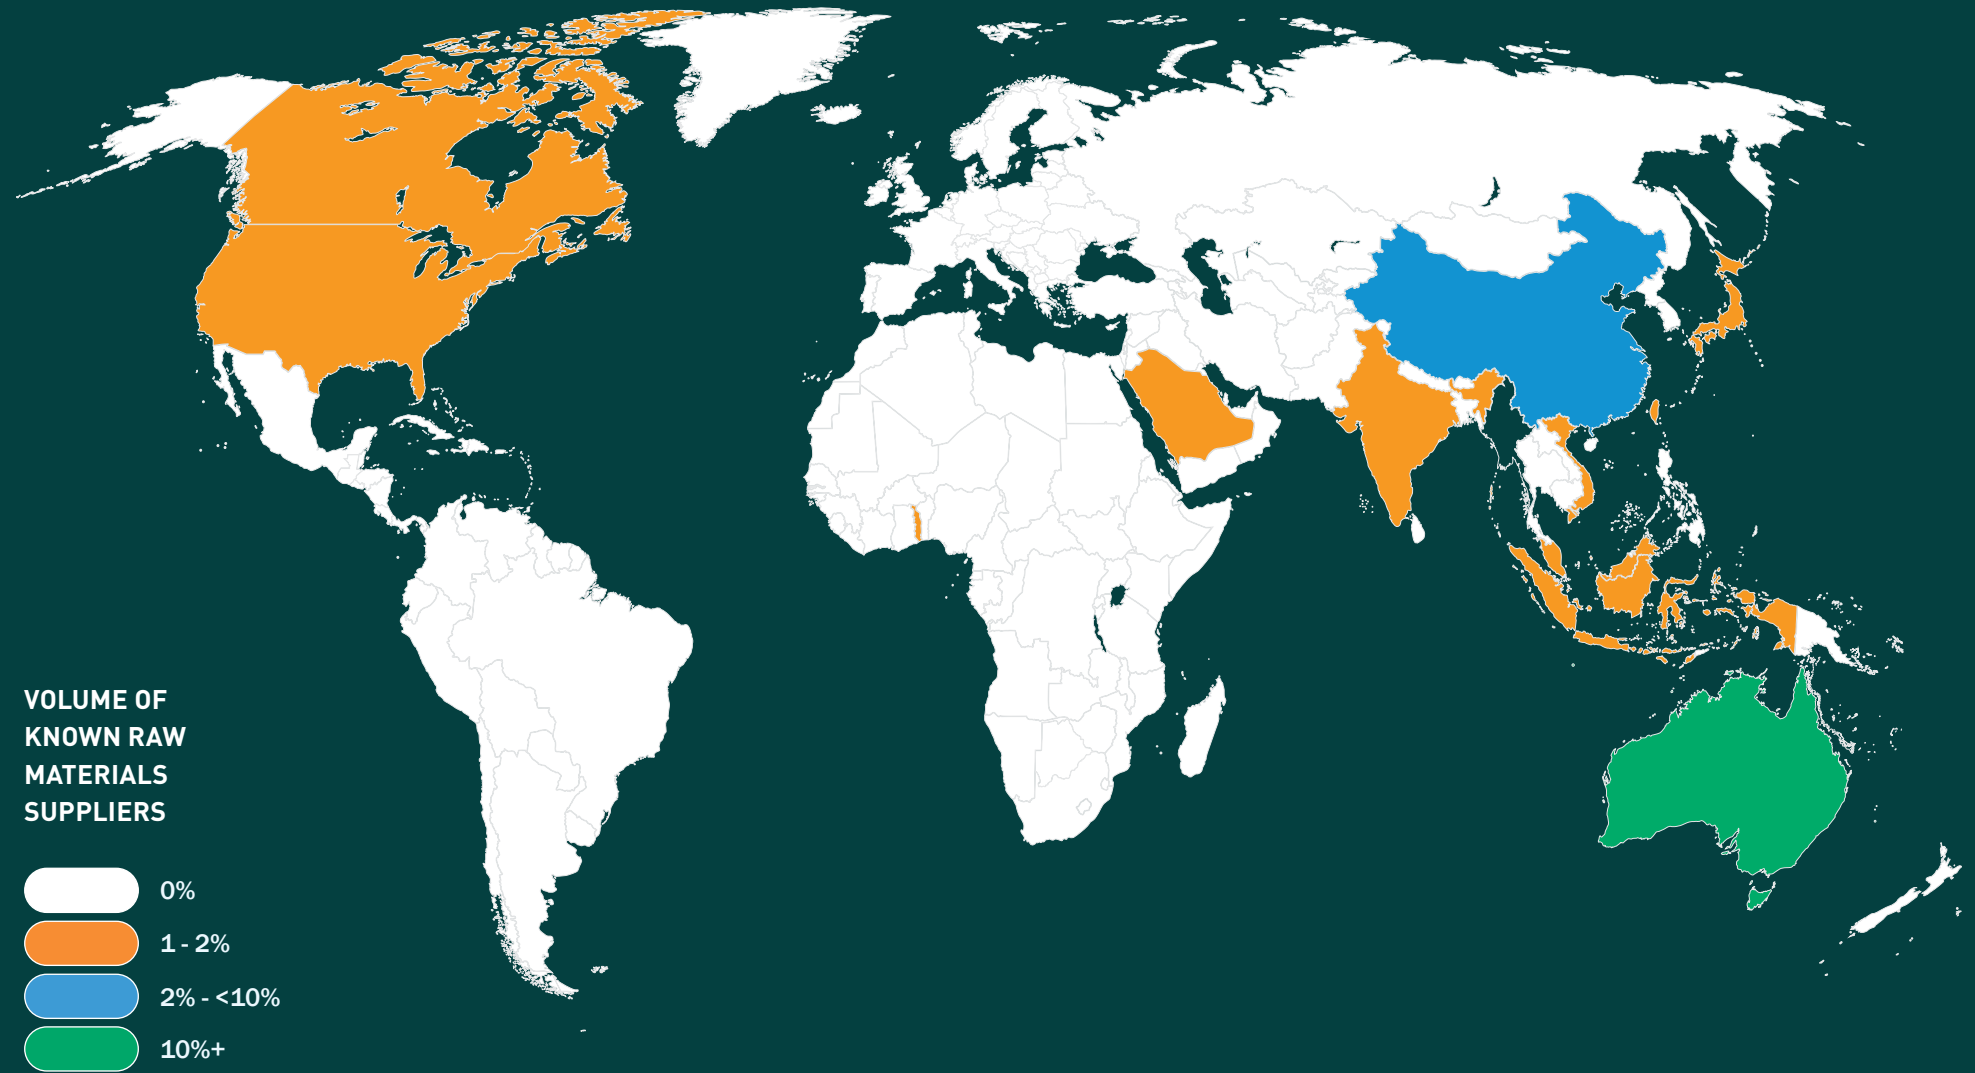 VOLUME OF
KNOWN RAW
MATERIALS
SUPPLIERS
0%
1 - 2%
2% - <10%
10%+